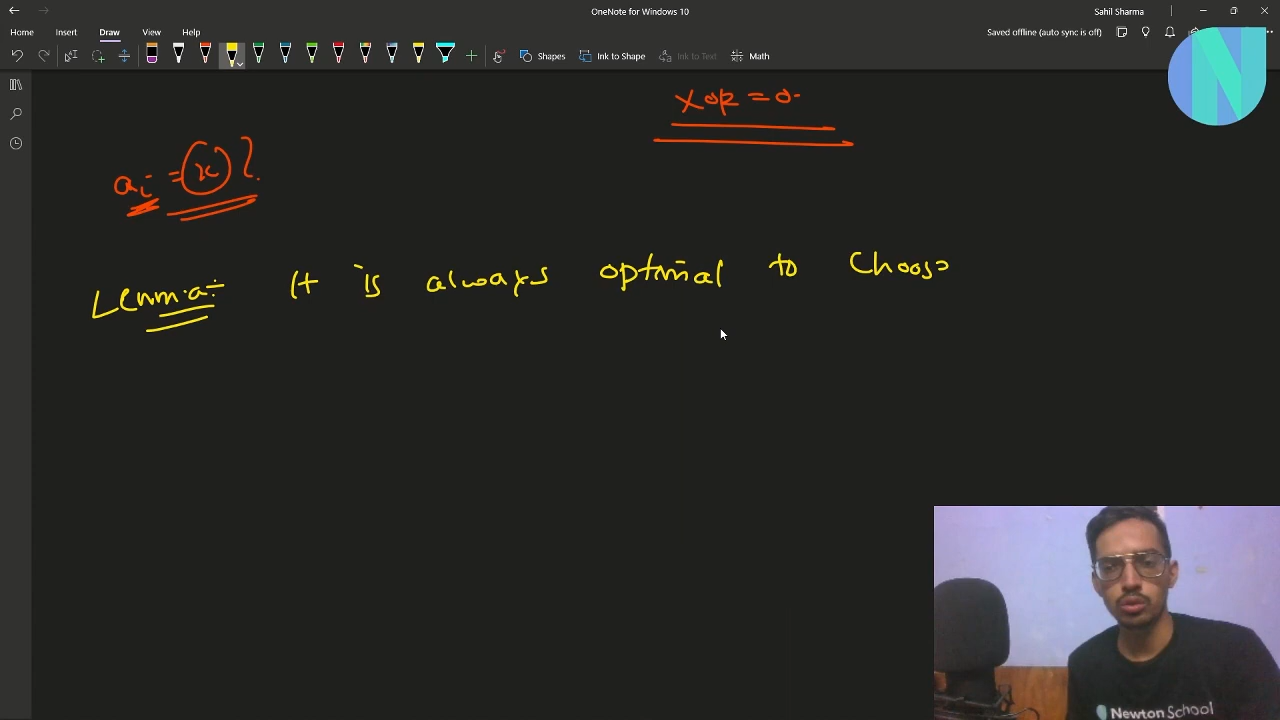 OneNote for Windows 10
Sahil Sharma
Home Insert Draw View Help
Saved offline (auto sync is off)
Shapes Ink to Shape Ink to Text Math
N
XOR = 0.
ai = x ?
Lemma:- It is always optimal to choose
Newton School